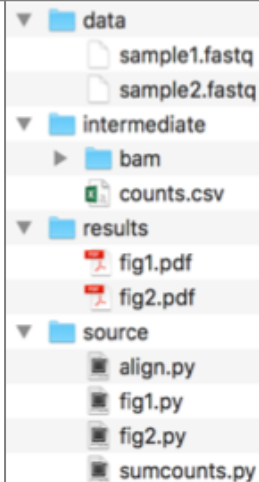 data
sample1.fastq
sample2.fastq
intermediate
bam
counts.csv
results
fig1.pdf
fig2.pdf
source
align.py
fig1.py
fig2.py
sumcounts.py